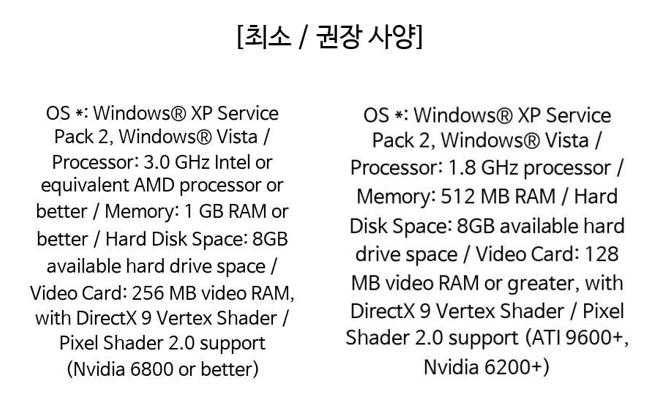 [최소 / 권장 사양]
OS *: Windows® XP Service
Pack 2, Windows® Vista /
Processor: 3.0 GHz Intel or
equivalent AMD processor or
better / Memory: 1 GB RAM or
better / Hard Disk Space: 8GB
available hard drive space /
Video Card: 256 MB video RAM,
with DirectX 9 Vertex Shader /
Pixel Shader 2.0 support
(Nvidia 6800 or better)
OS *: Windows® XP Service
Pack 2, Windows® Vista /
Processor: 1.8 GHz processor /
Memory: 512 MB RAM / Hard
Disk Space: 8GB available hard
drive space / Video Card: 128
MB video RAM or greater, with
DirectX 9 Vertex Shader / Pixel
Shader 2.0 support (ATI 9600+,
Nvidia 6200+)